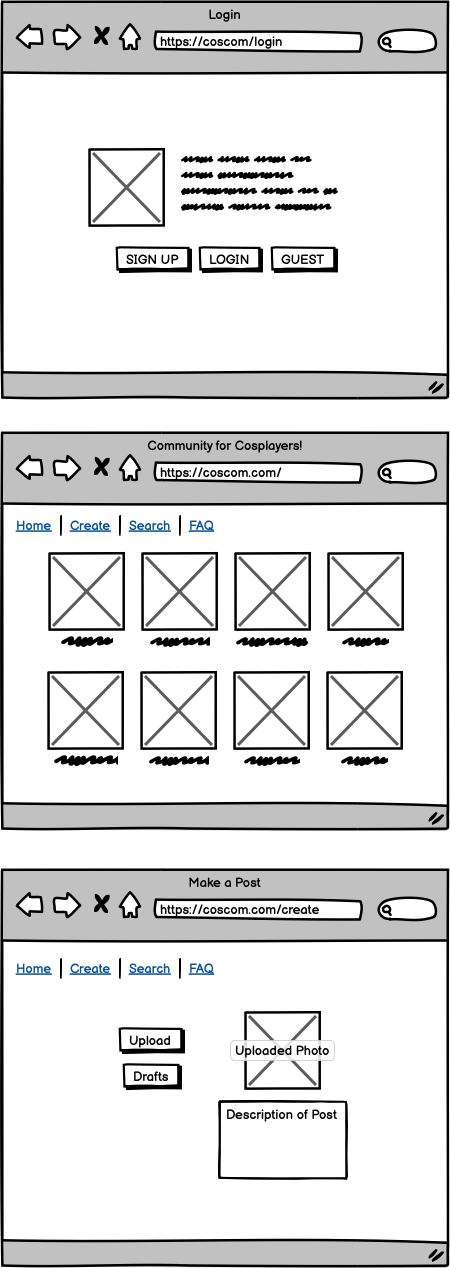 Login
https://coscom/login
SIGN UP LOGIN GUEST
Community for Cosplayers!
https://coscom.com/
Home Create Search FAQ
Make a Post
https://coscom.com/create
Home Create Search FAQ
Upload
Uploaded Photo
Drafts
Description of Post